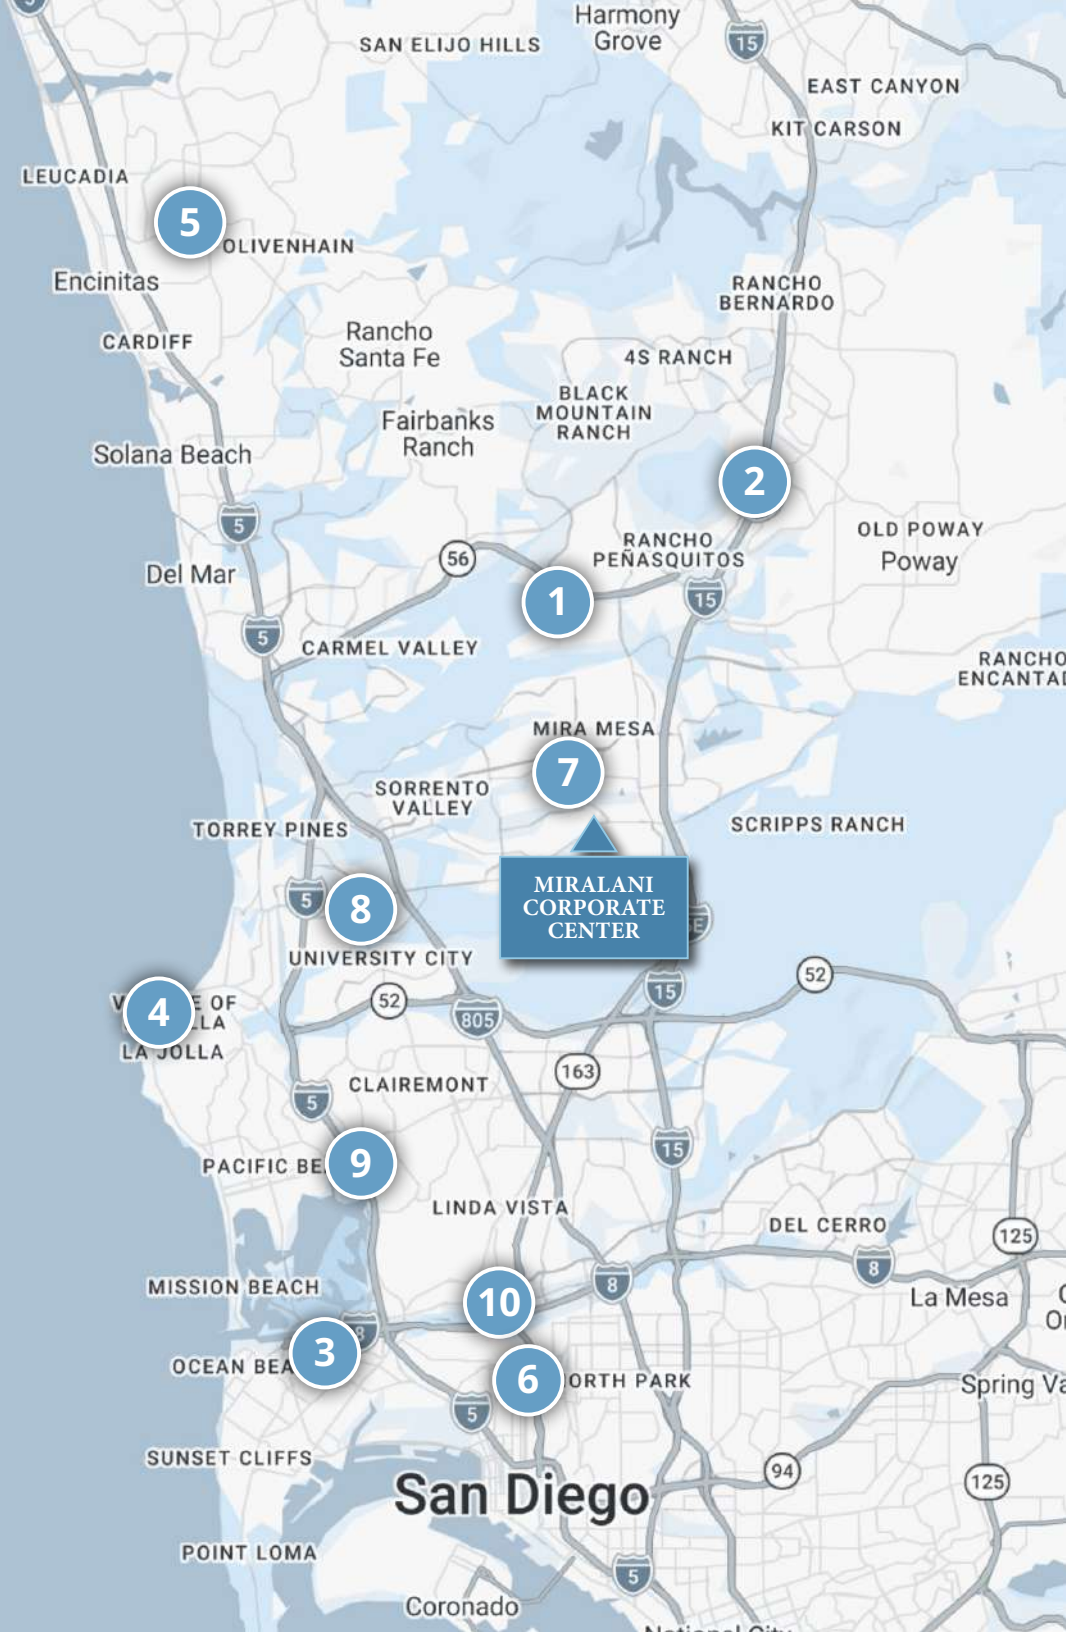 Harmony
Grove
SAN ELIJO HILLS
15
EAST CANYON
KIT CARSON
LEUCADIA
5
OLIVENHAIN
Encinitas
RANCHO
BERNARDO
CARDIFF
Rancho
Santa Fe
4S RANCH
BLACK
MOUNTAIN
RANCH
Fairbanks
Ranch
Solana Beach
2
5
OLD POWAY
Poway
RANCHO
PEÑASQUITOS
56
Del Mar
1
15
5
CARMEL VALLEY
RANCHO
MIRA MESA
7
SORRENTO
VALLEY
TORREY PINES
SCRIPPS RANCH
MIRALANI
CORPORATE
CENTER
5
8
UNIVERSITY CITY
52
15
52
4
OF
LA JOLLA
805
163
CLAIREMONT
5
15
PACIFIC
9
LINDA VISTA
DEL CERRO
125
8
8
MISSION BEACH
La Mesa
10
8
3
OCEAN
6
PARK
5
Spring
SUNSET CLIFFS
94
125
San Diego
POINT LOMA
5
Coronado